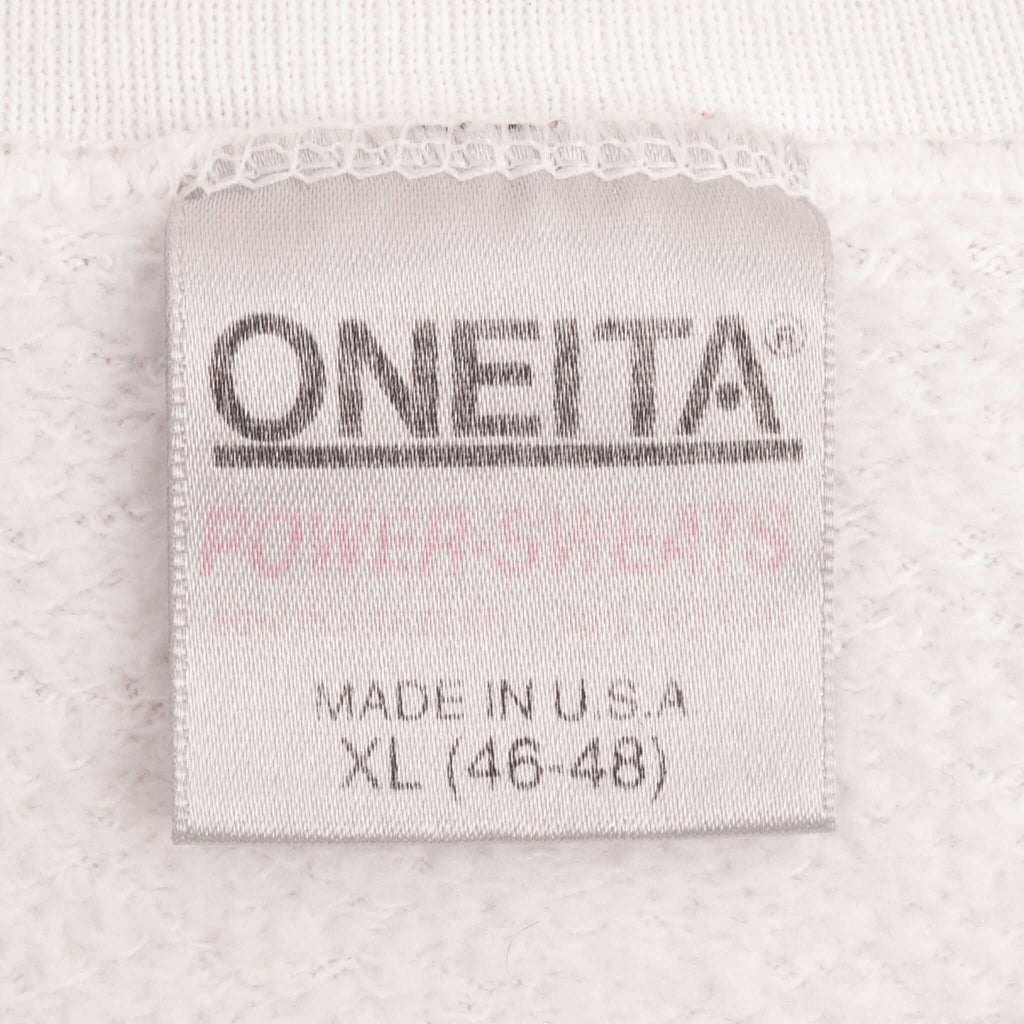 ONEITA®
POWER-SWEATS
MADE IN U.S.A
XL (46-48)